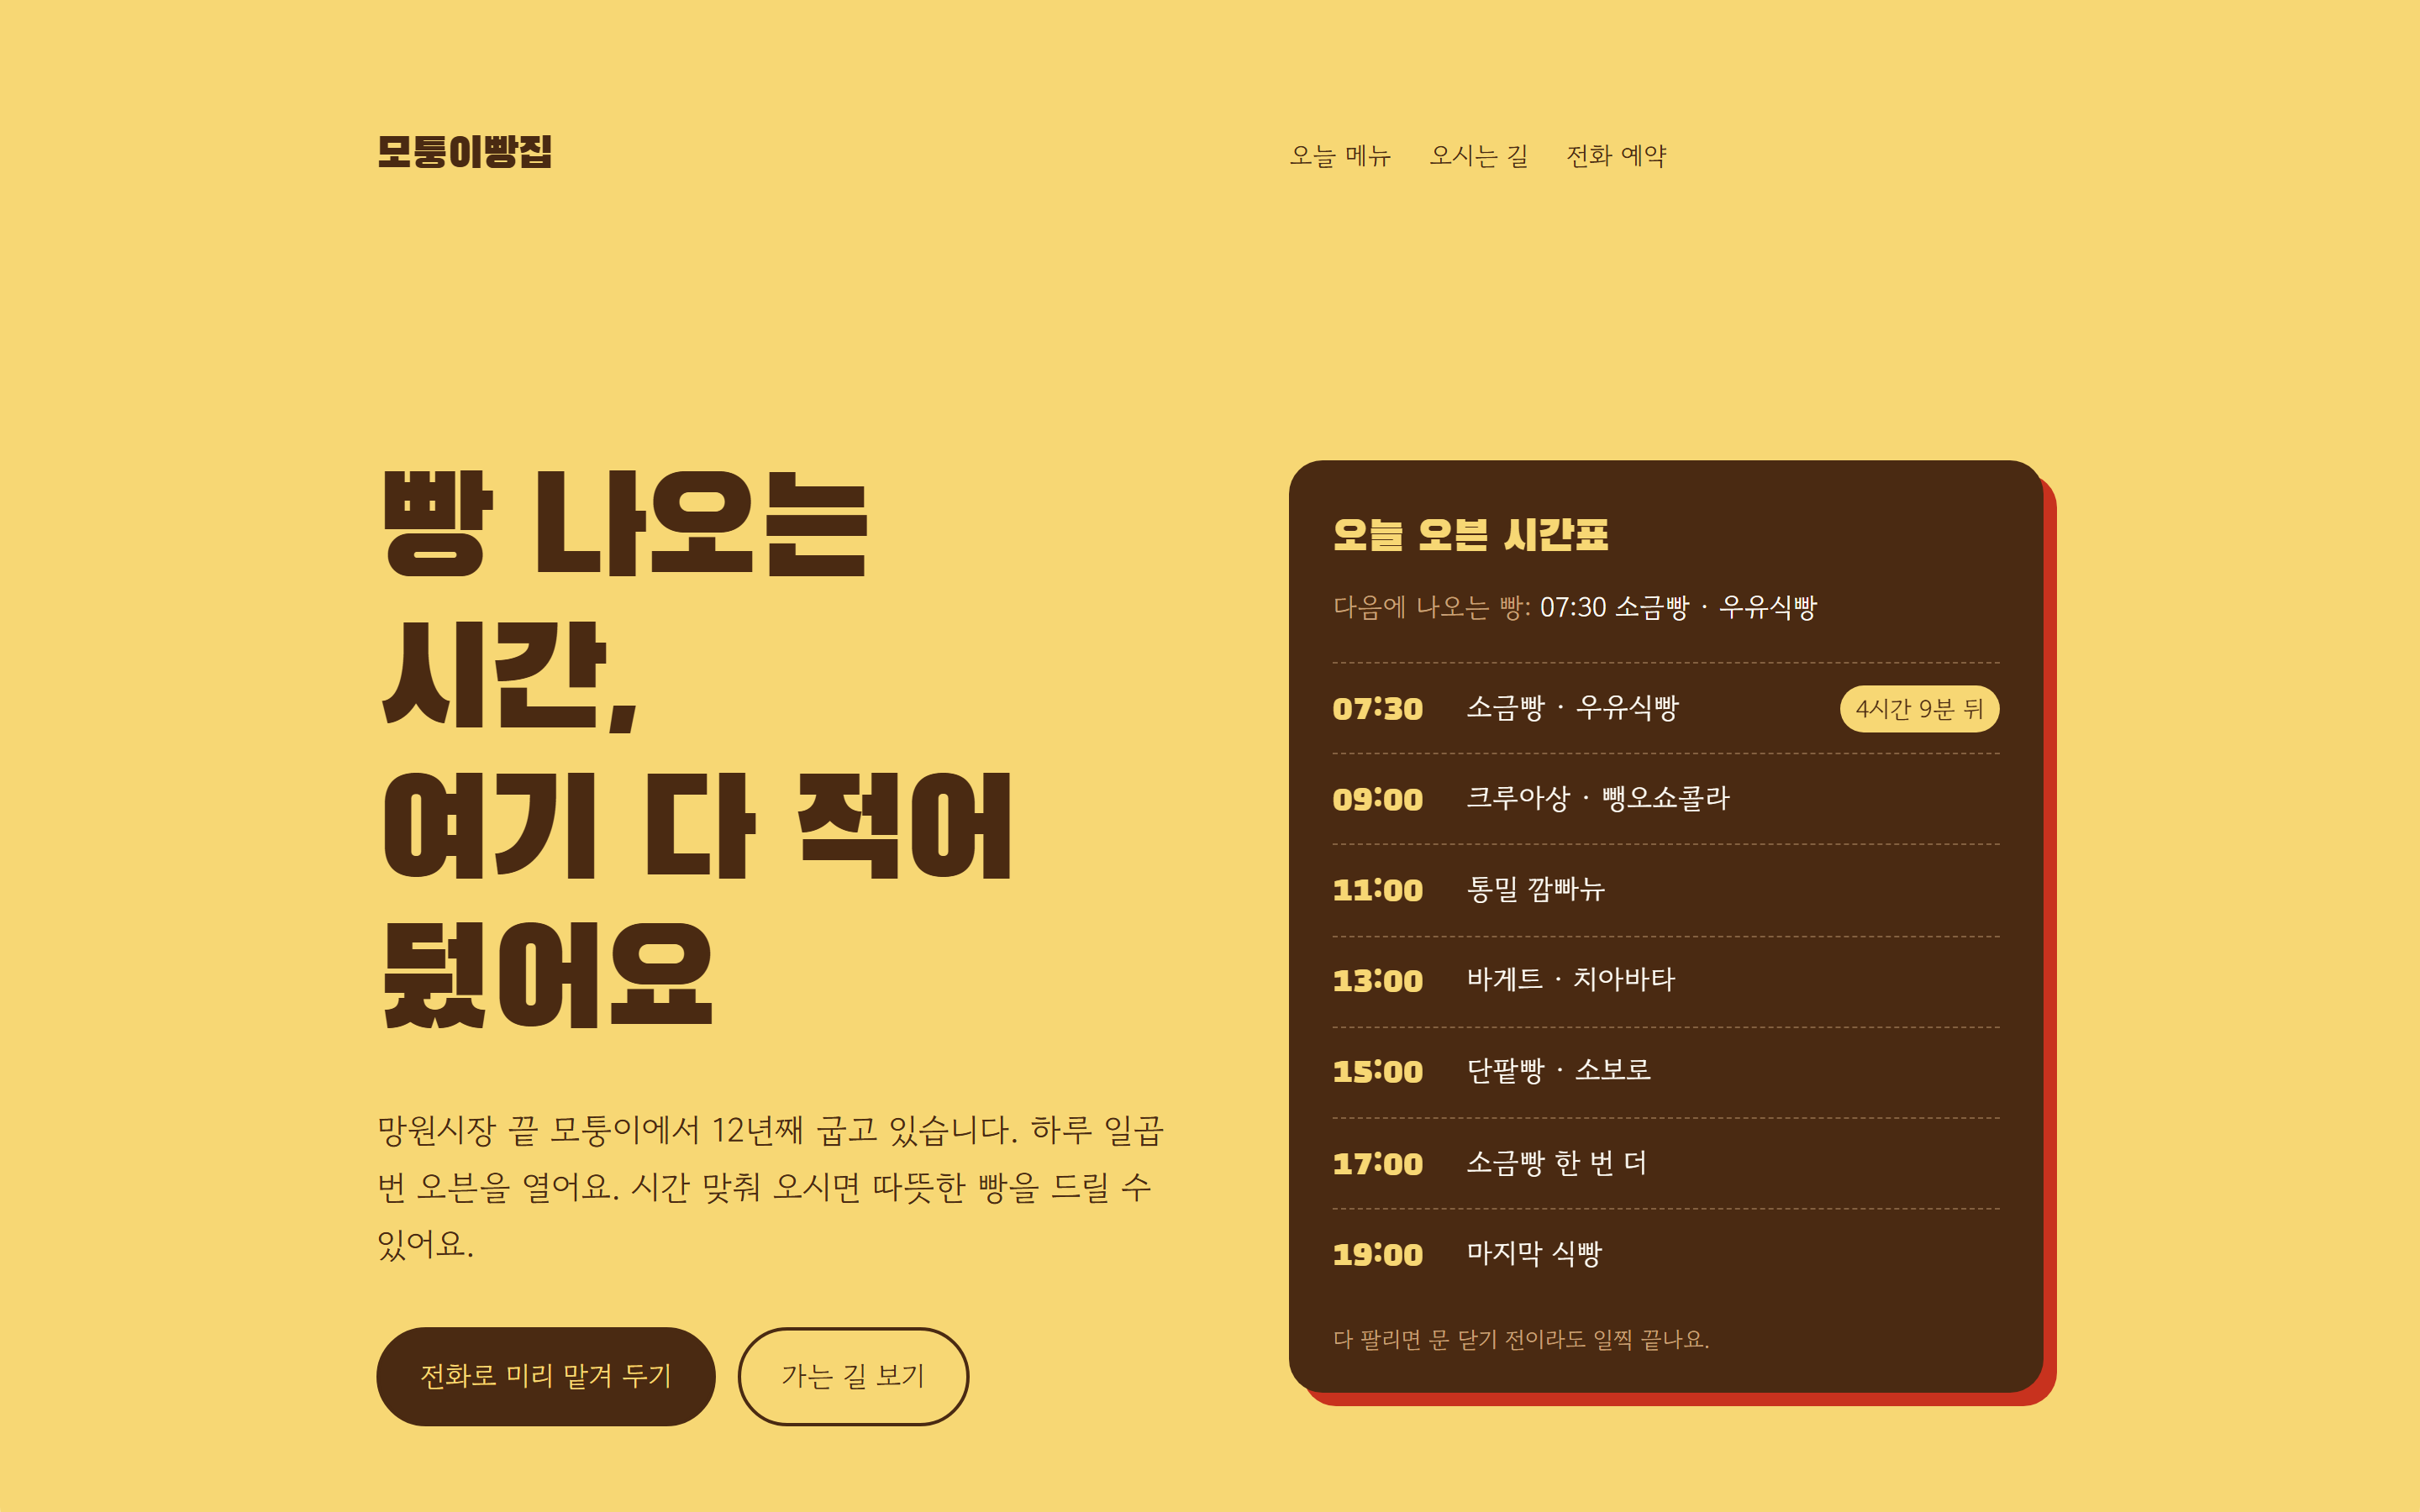 모퉁이빵집
오늘 메뉴 오시는 길 전화 예약
빵 나오는
시간,
여기 다 적어
뒀어요
망원시장 끝 모퉁이에서 12년째 굽고 있습니다. 하루 일곱
번 오븐을 열어요. 시간 맞춰 오시면 따뜻한 빵을 드릴 수
있어요.
전화로 미리 맡겨 두기
가는 길 보기
오늘 오븐 시간표
다음에 나오는 빵: 07:30 소금빵 · 우유식빵
07:30 소금빵 · 우유식빵 4시간 9분 뒤
09:00 크루아상 · 뺑오쇼콜라
11:00 통밀 깜빠뉴
13:00 바게트 · 치아바타
15:00 단팥빵 · 소보로
17:00 소금빵 한 번 더
19:00 마지막 식빵
다 팔리면 문 닫기 전이라도 일찍 끝나요.